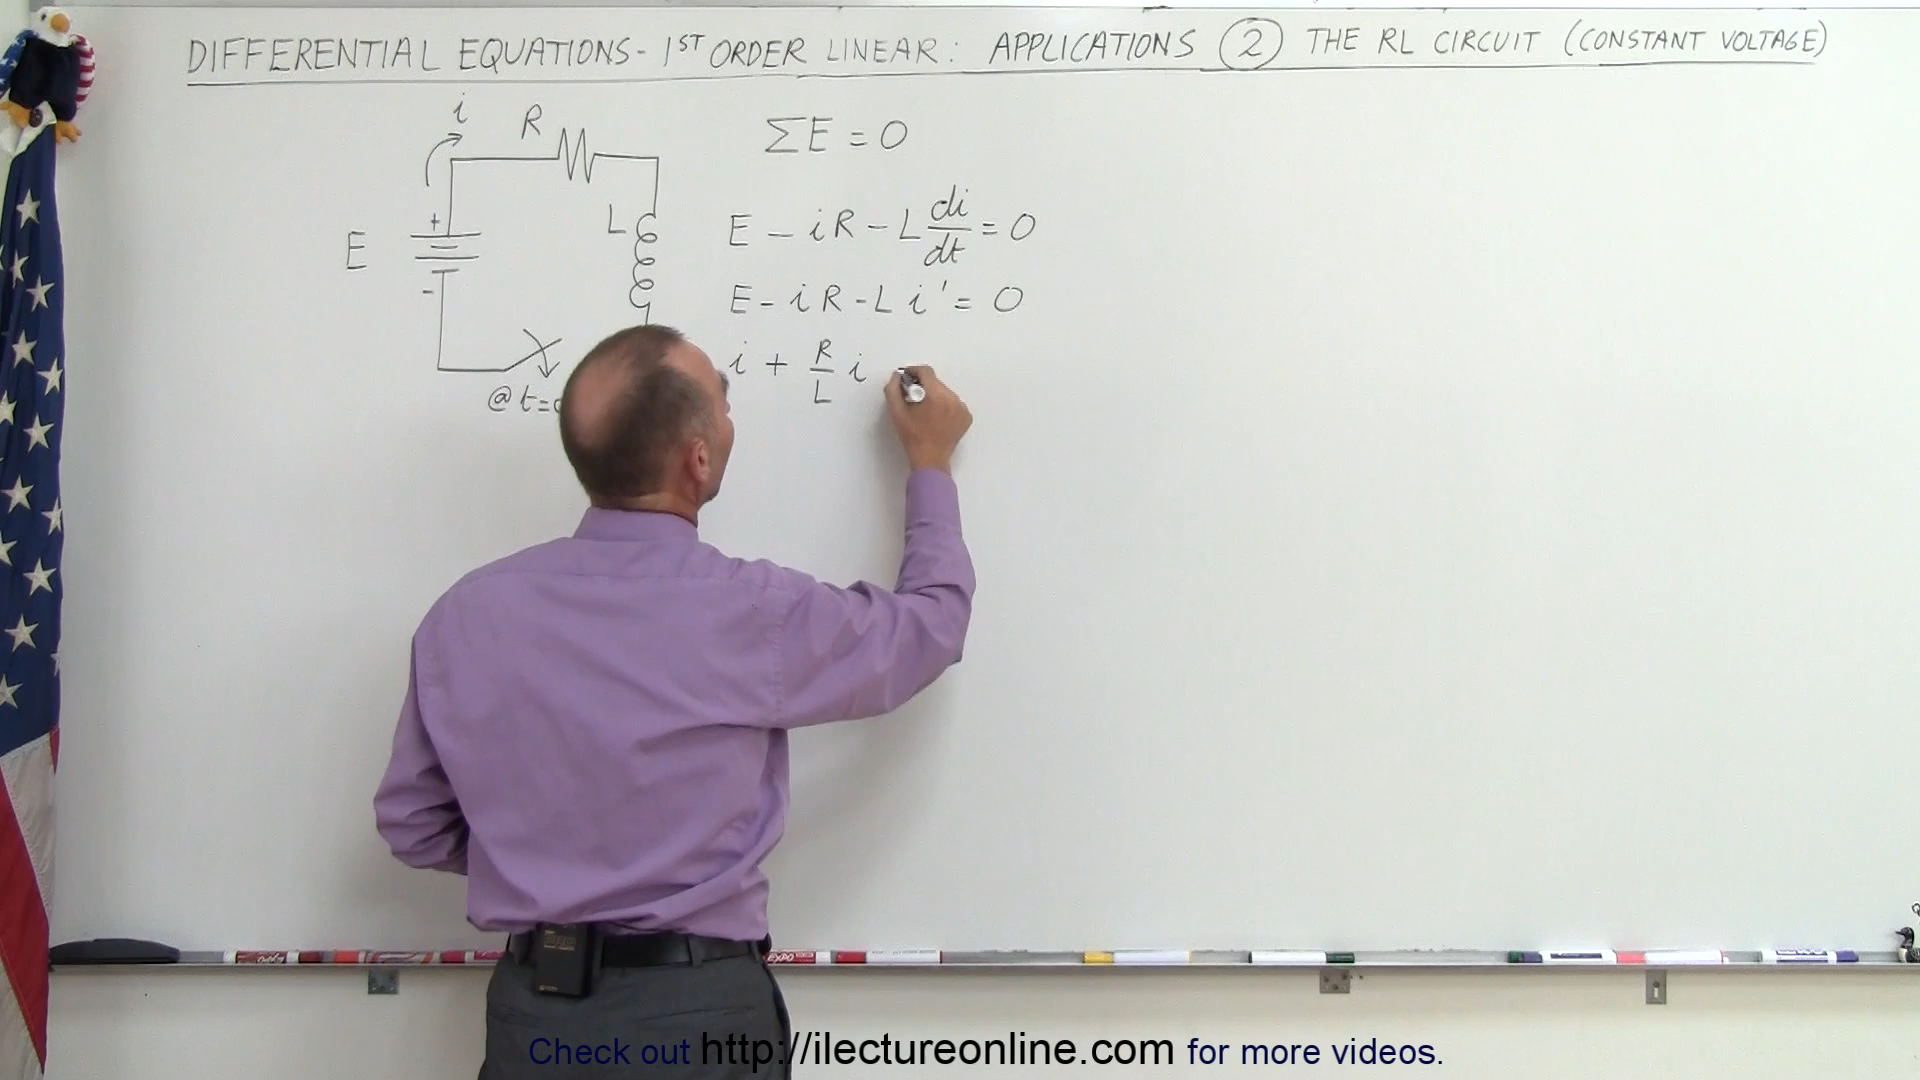 DIFFERENTIAL EQUATIONS - 1ST ORDER LINEAR: APPLICATIONS ② THE RL CIRCUIT (CONSTANT VOLTAGE)
i
R
ΣE = 0
E
+
-
L
E - iR - L di/dt = 0
E - iR - L i' = 0
i + R/L i
@ t=
EXPO
Check out http://ilectureonline.com for more videos.